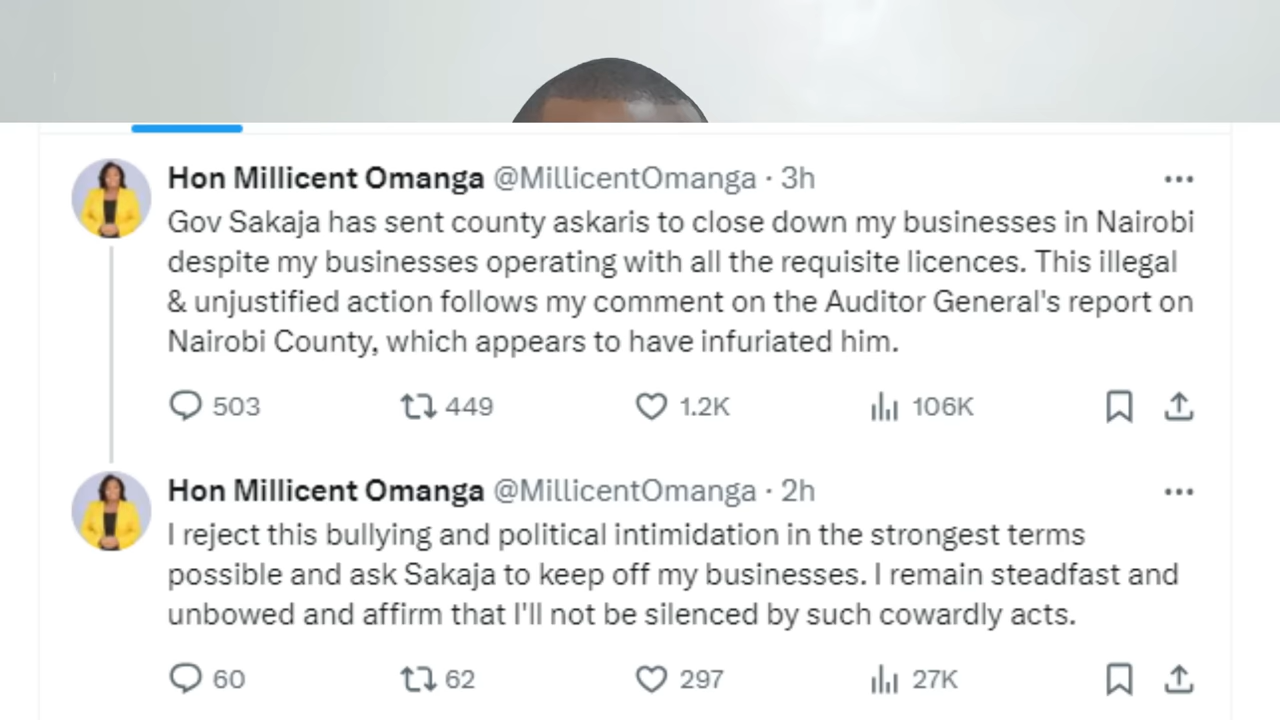 Hon Millicent Omanga @MillicentOmanga · 3h
Gov Sakaja has sent county askaris to close down my businesses in Nairobi
despite my businesses operating with all the requisite licences. This illegal
& unjustified action follows my comment on the Auditor General's report on
Nairobi County, which appears to have infuriated him.
503 449 1.2K 106K
Hon Millicent Omanga @MillicentOmanga · 2h
I reject this bullying and political intimidation in the strongest terms
possible and ask Sakaja to keep off my businesses. I remain steadfast and
unbowed and affirm that I'll not be silenced by such cowardly acts.
60 62 297 27K